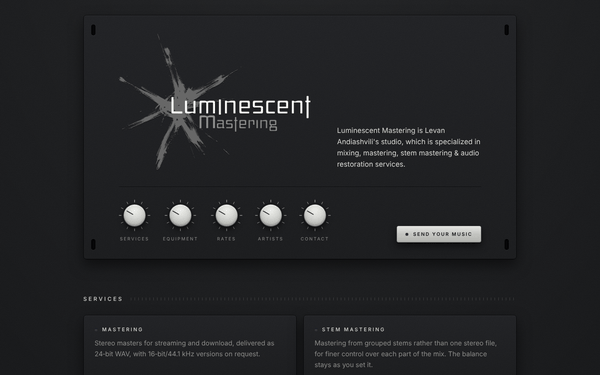 Luminescent
Mastering
Luminescent Mastering is Levan
Andiashvili's studio, which is specialized in
mixing, mastering, stem mastering & audio
restoration services.
SERVICES
EQUIPMENT
RATES
ARTISTS
CONTACT
SEND YOUR MUSIC
SERVICES
MASTERING
Stereo masters for streaming and download, delivered as
24-bit WAV, with 16-bit/44.1 kHz versions on request.
STEM MASTERING
Mastering from grouped stems rather than one stereo file,
for finer control over each part of the mix. The balance
stays as you set it.